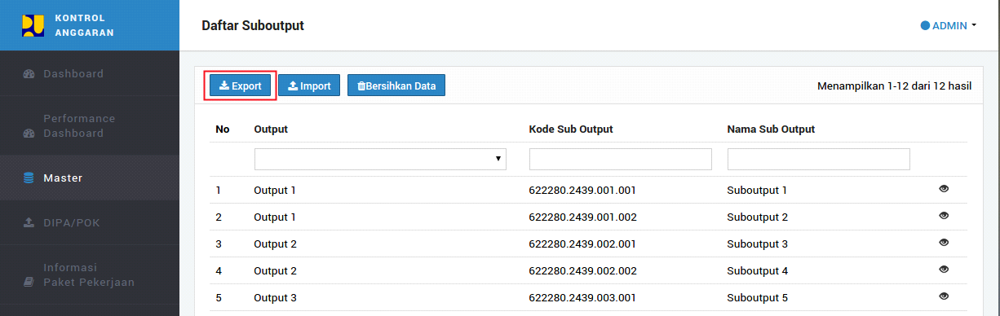 KONTROL
ANGGARAN
Daftar Suboutput
ADMIN
Dashboard
Performance
Dashboard
Master
DIPA/POK
Informasi
Paket Pekerjaan
Export Import Bersihkan Data Menampilkan 1-12 dari 12 hasil
No Output Kode Sub Output Nama Sub Output
1 Output 1 622280.2439.001.001 Suboutput 1
2 Output 1 622280.2439.001.002 Suboutput 2
3 Output 2 622280.2439.002.001 Suboutput 3
4 Output 2 622280.2439.002.002 Suboutput 4
5 Output 3 622280.2439.003.001 Suboutput 5